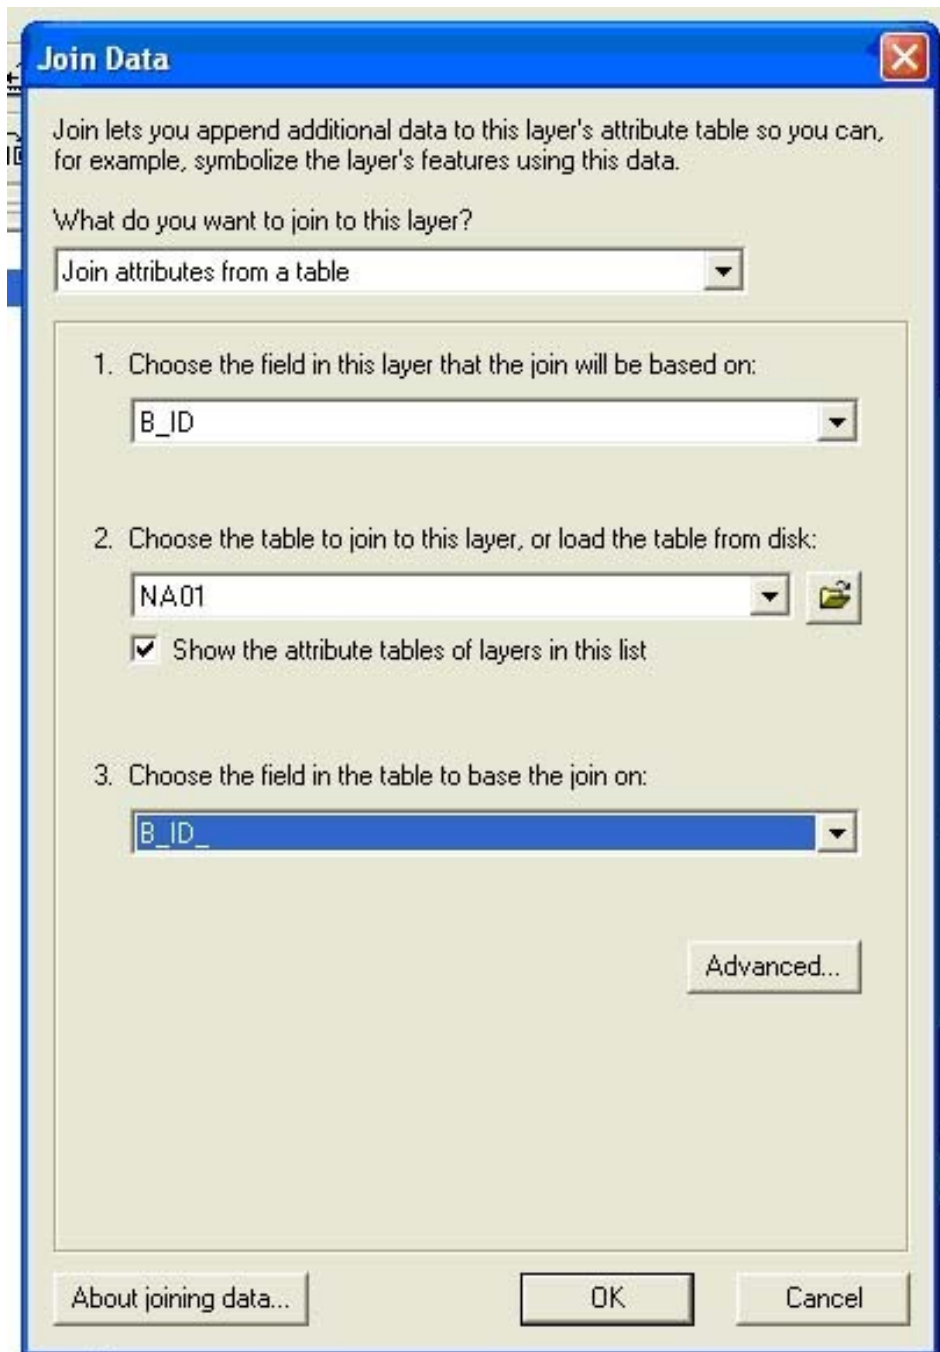 Join Data
Join lets you append additional data to this layer's attribute table so you can,
for example, symbolize the layer's features using this data.
What do you want to join to this layer?
Join attributes from a table
1. Choose the field in this layer that the join will be based on:
B_ID
2. Choose the table to join to this layer, or load the table from disk:
NA01
Show the attribute tables of layers in this list
3. Choose the field in the table to base the join on:
B_ID_
Advanced...
About joining data...
OK
Cancel